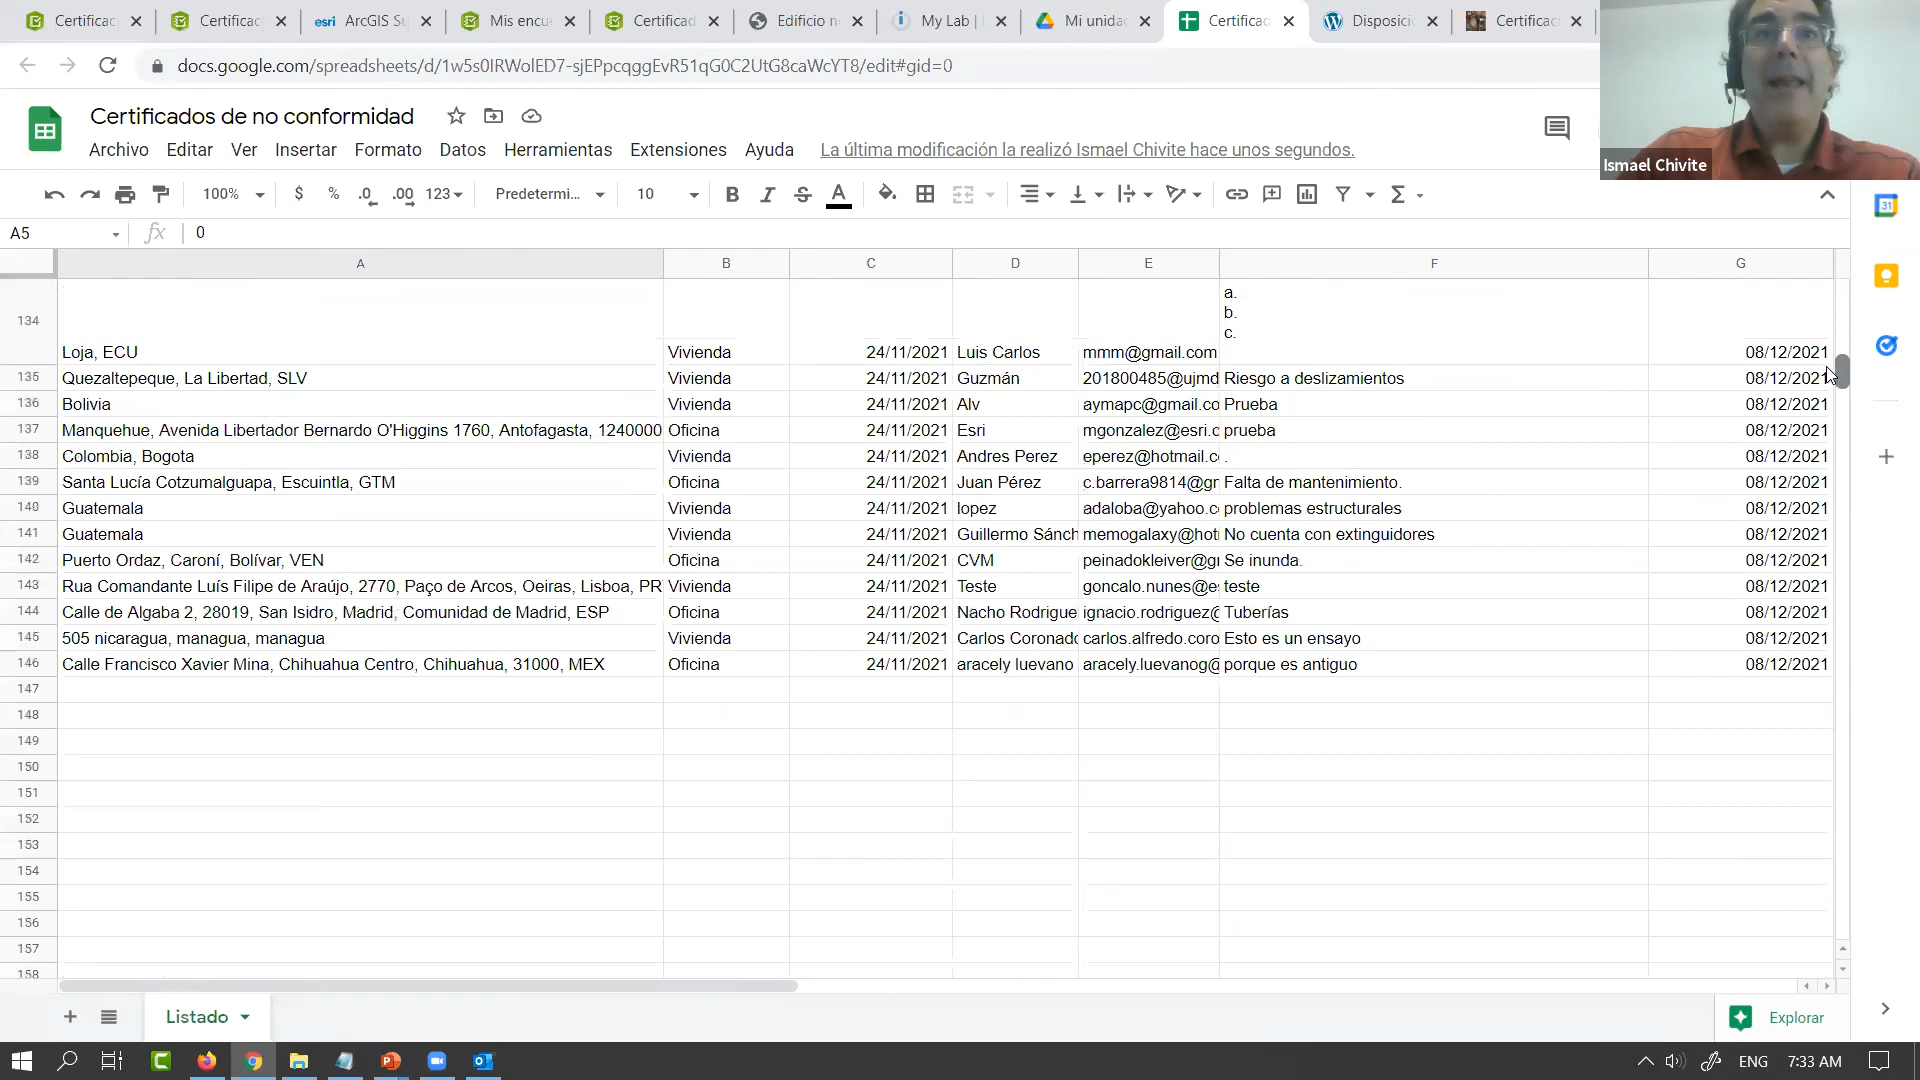 Certificac
Certificac
esri ArcGIS Su
Mis encue
Certificad
Edificio n
My Lab |
Mi unidad
Certificac
Disposici
Certificac
docs.google.com/spreadsheets/d/1w5s0IRWolED7-sjEPpcqggEvR51qG0C2UtG8caWcYT8/edit#gid=0
Certificados de no conformidad
Archivo Editar Ver Insertar Formato Datos Herramientas Extensiones Ayuda La última modificación la realizó Ismael Chivite hace unos segundos.
Ismael Chivite
100% $ % .0 .00 123 Predetermi... 10 B I S A
A5 fx 0
A B C D E F G
134 Loja, ECU Vivienda 24/11/2021 Luis Carlos mmm@gmail.com a.
b.
c.
08/12/2021
135 Quezaltepeque, La Libertad, SLV Vivienda 24/11/2021 Guzmán 201800485@ujmd Riesgo a deslizamientos 08/12/2021
136 Bolivia Vivienda 24/11/2021 Alv aymapc@gmail.co Prueba 08/12/2021
137 Manquehue, Avenida Libertador Bernardo O'Higgins 1760, Antofagasta, 1240000 Oficina 24/11/2021 Esri mgonzalez@esri.c prueba 08/12/2021
138 Colombia, Bogota Vivienda 24/11/2021 Andres Perez eperez@hotmail.c . 08/12/2021
139 Santa Lucía Cotzumalguapa, Escuintla, GTM Oficina 24/11/2021 Juan Pérez c.barrera9814@gr Falta de mantenimiento. 08/12/2021
140 Guatemala Vivienda 24/11/2021 lopez adaloba@yahoo.c problemas estructurales 08/12/2021
141 Guatemala Vivienda 24/11/2021 Guillermo Sánch memogalaxy@hot No cuenta con extinguidores 08/12/2021
142 Puerto Ordaz, Caroní, Bolívar, VEN Oficina 24/11/2021 CVM peinadokleiver@g Se inunda. 08/12/2021
143 Rua Comandante Luís Filipe de Araújo, 2770, Paço de Arcos, Oeiras, Lisboa, PR Vivienda 24/11/2021 Teste goncalo.nunes@e teste 08/12/2021
144 Calle de Algaba 2, 28019, San Isidro, Madrid, Comunidad de Madrid, ESP Oficina 24/11/2021 Nacho Rodrigue ignacio.rodriguez@ Tuberías 08/12/2021
145 505 nicaragua, managua, managua Vivienda 24/11/2021 Carlos Coronado carlos.alfredo.coro Esto es un ensayo 08/12/2021
146 Calle Francisco Xavier Mina, Chihuahua Centro, Chihuahua, 31000, MEX Oficina 24/11/2021 aracely luevano aracely.luevanog@ porque es antiguo 08/12/2021
147
148
149
150
151
152
153
154
155
156
157
158
Listado
Explorar
ENG 7:33 AM